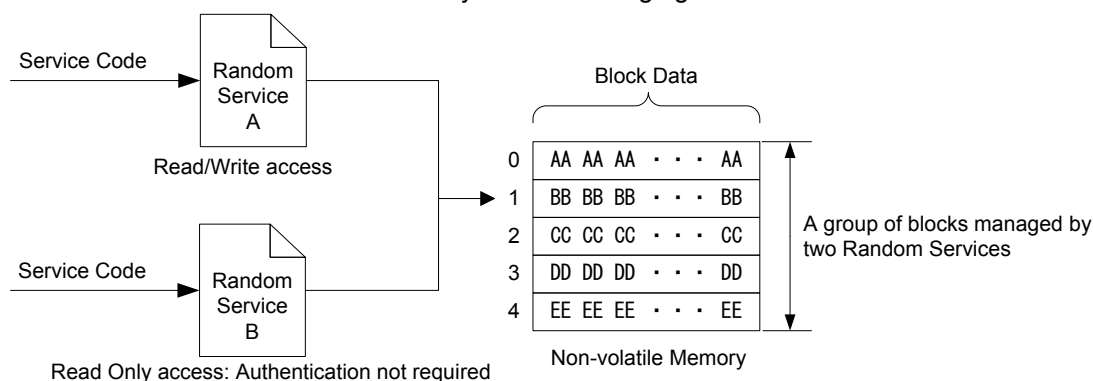 Service Code
Random
Service
A
Read/Write access
Service Code
Random
Service
B
Read Only access: Authentication not required
Block Data
0 AA AA AA ・ ・ ・ AA
1 BB BB BB ・ ・ ・ BB
2 CC CC CC ・ ・ ・ CC
3 DD DD DD ・ ・ ・ DD
4 EE EE EE ・ ・ ・ EE
Non-volatile Memory
A group of blocks managed by
two Random Services